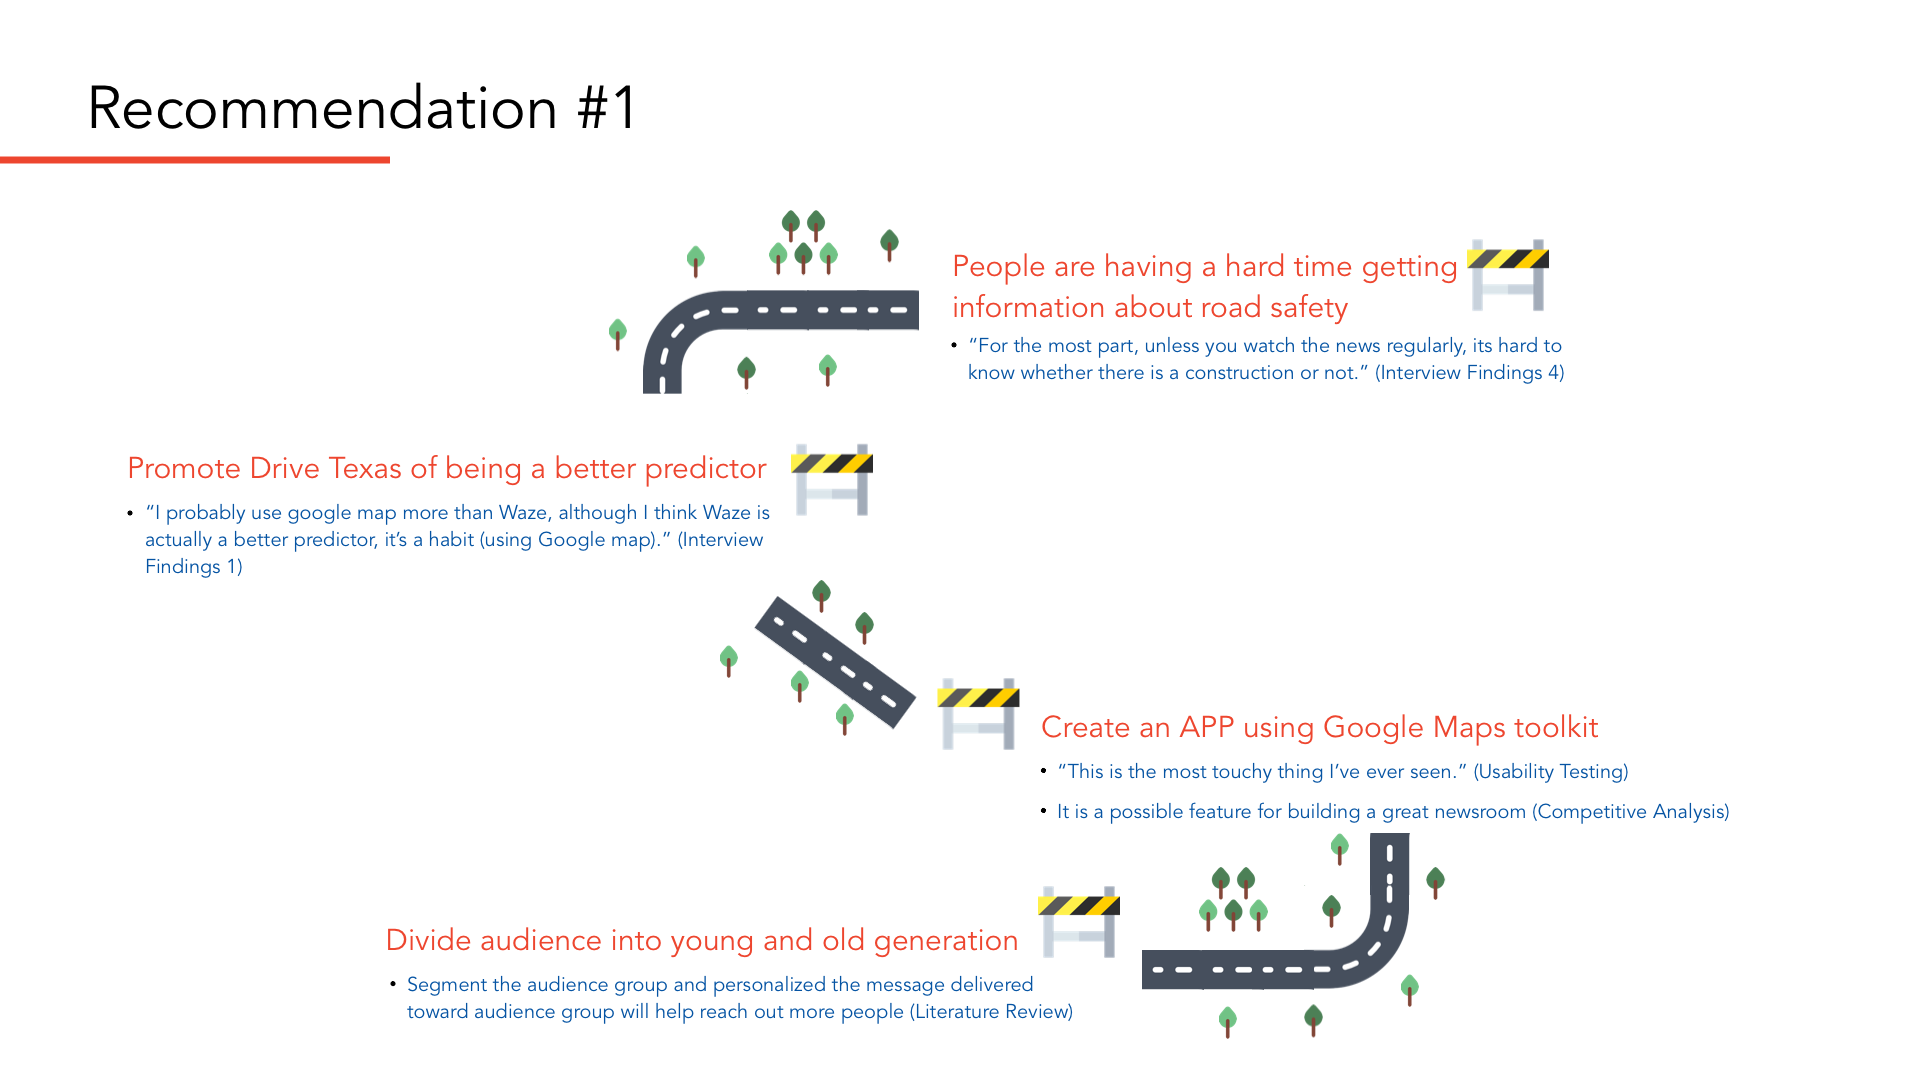 Recommendation #1
People are having a hard time getting
information about road safety
• “For the most part, unless you watch the news regularly, its hard to
know whether there is a construction or not.” (Interview Findings 4)
Promote Drive Texas of being a better predictor
• “I probably use google map more than Waze, although I think Waze is
actually a better predictor, it’s a habit (using Google map).” (Interview
Findings 1)
Create an APP using Google Maps toolkit
• “This is the most touchy thing I’ve ever seen.” (Usability Testing)
• It is a possible feature for building a great newsroom (Competitive Analysis)
Divide audience into young and old generation
• Segment the audience group and personalized the message delivered
toward audience group will help reach out more people (Literature Review)